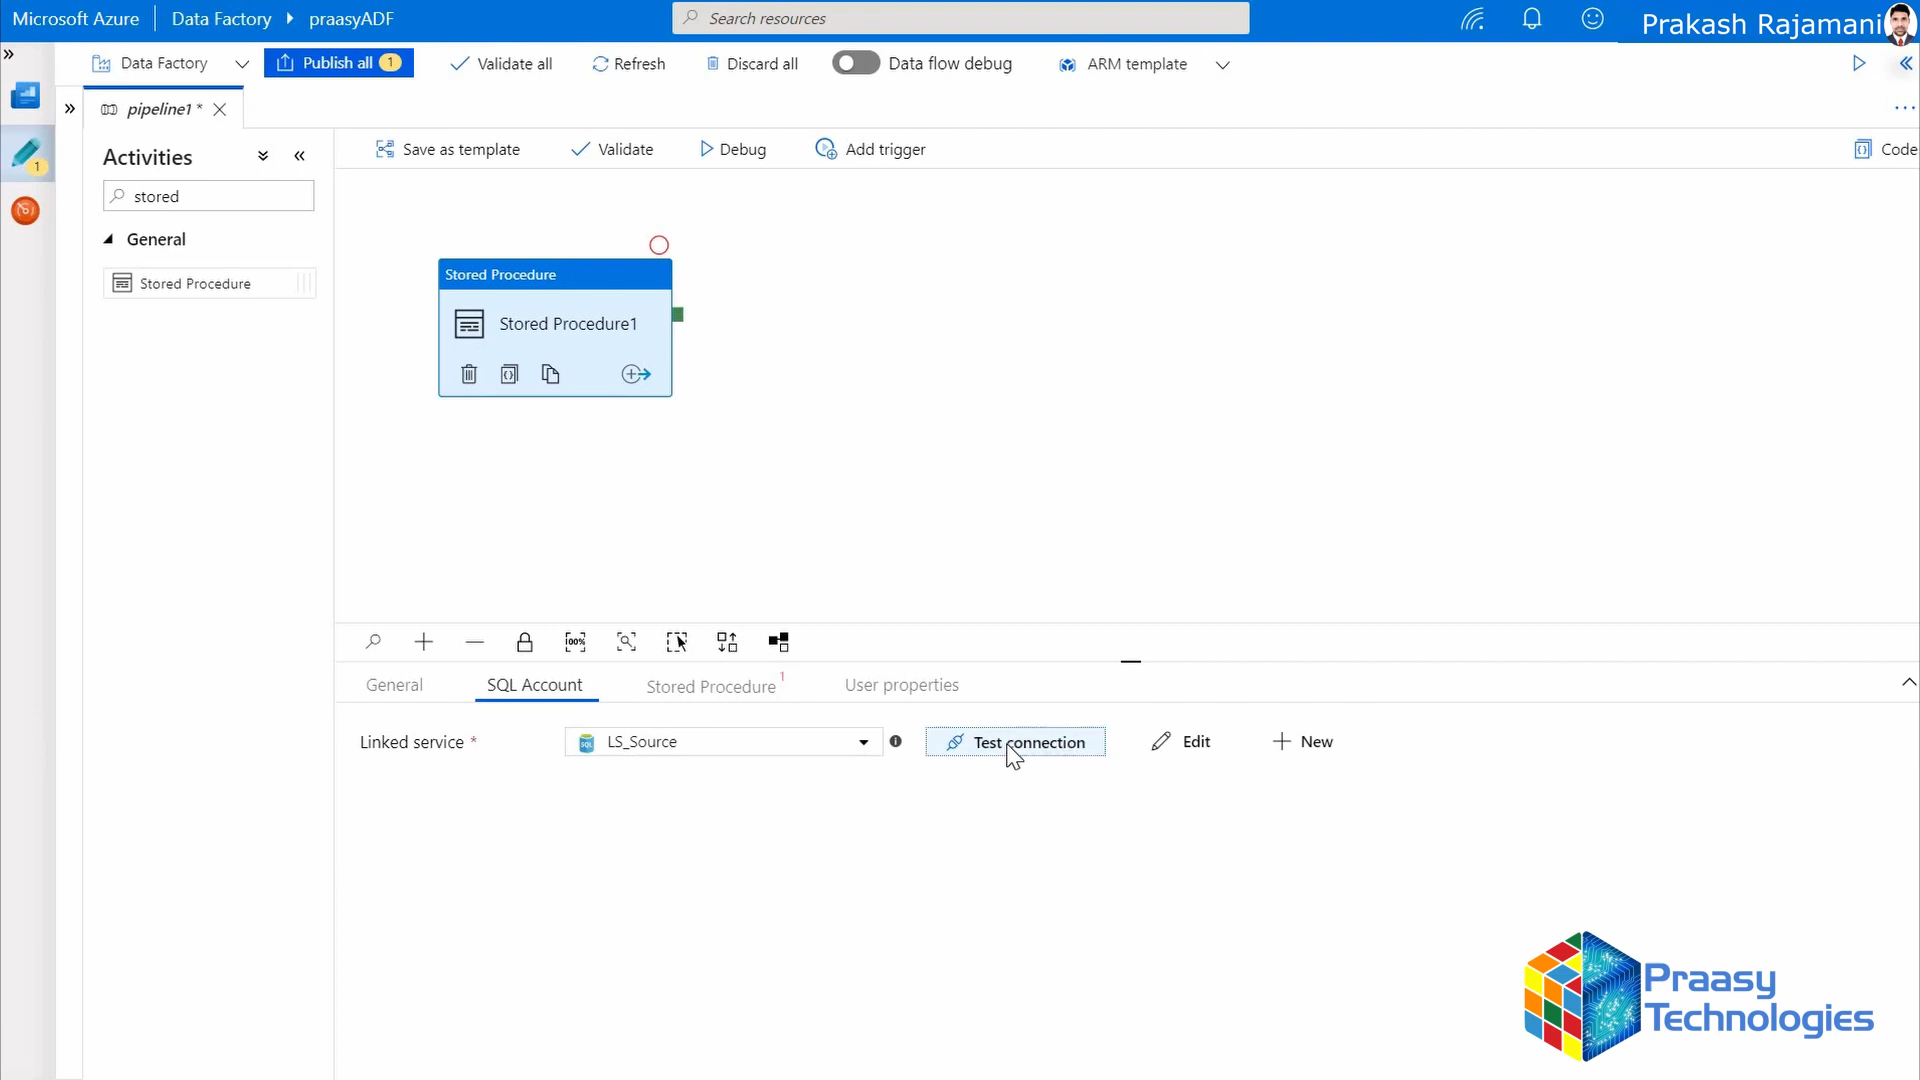 Microsoft Azure Data Factory praasyADF Search resources Prakash Rajamani
Data Factory Publish all 1 Validate all Refresh Discard all Data flow debug ARM template
pipeline1 *
Activities Save as template Validate Debug Add trigger Code
1
stored
General
Stored Procedure
Stored Procedure
Stored Procedure1
100%
General SQL Account Stored Procedure 1 User properties
Linked service * SQL LS_Source Test connection Edit New
Praasy
Technologies